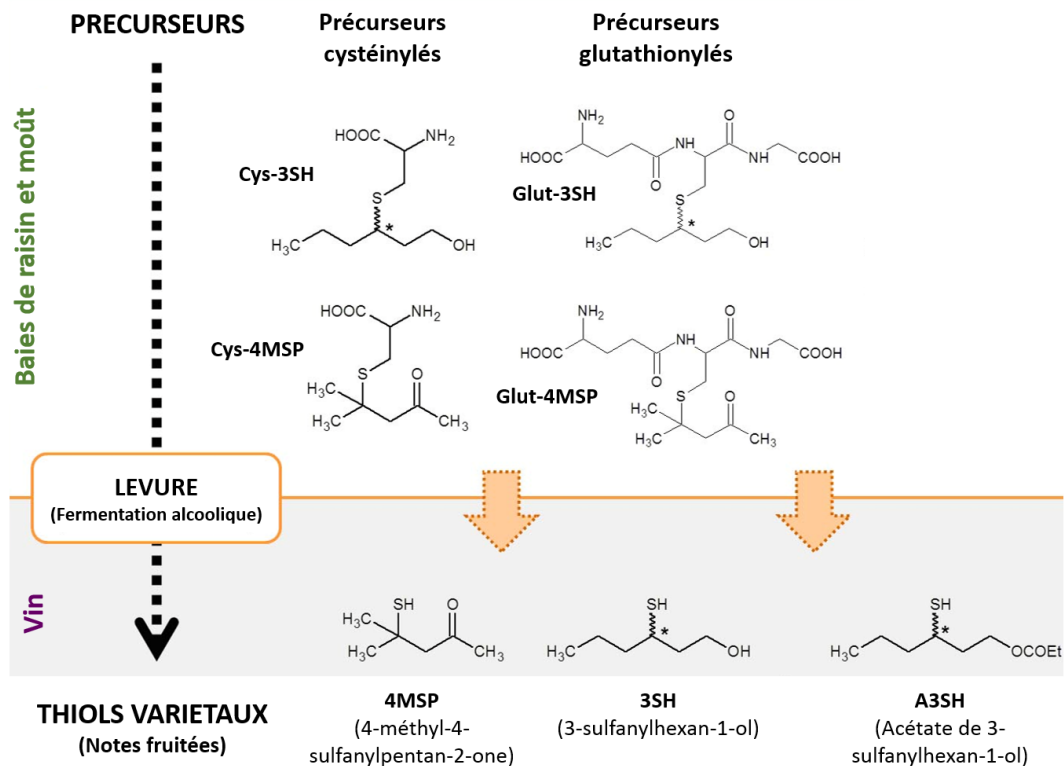 PRECURSEURS
Précurseurs
cystéinylés
Précurseurs
glutathionylés
Baies de raisin et moût
Cys-3SH
HOOC
NH2
S
*
H3C
OH
Glut-3SH
NH2
HOOC
O
NH
O
NH
COOH
S
*
H3C
OH
Cys-4MSP
HOOC
NH2
S
O
H3C
H3C
CH3
Glut-4MSP
NH2
HOOC
O
NH
O
NH
COOH
S
O
H3C
H3C
CH3
LEVURE
(Fermentation alcoolique)
Vin
SH
O
H3C
H3C
CH3
SH
*
H3C
OH
SH
*
H3C
OCOEt
THIOLS VARIETAUX
(Notes fruitées)
4MSP
(4-méthyl-4-
sulfanylpentan-2-one)
3SH
(3-sulfanylhexan-1-ol)
A3SH
(Acétate de 3-
sulfanylhexan-1-ol)